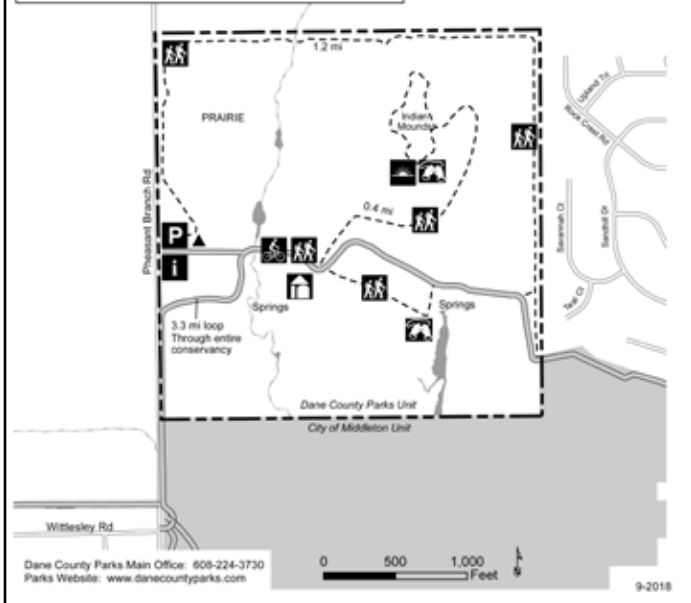 1.2 mi
PRAIRIE
Indian
Mounds
Upland Trl
Rock Crest Rd
Pheasant Branch Rd
0.4 mi
Savannah Ct
Sandhill Dr
P
i
Teal Ct
Springs
Springs
3.3 mi loop
Through entire
conservancy
Dane County Parks Unit
City of Middleton Unit
Wittlesley Rd
Dane County Parks Main Office: 608-224-3730
Parks Website: www.danecountyparks.com
0 500 1,000
Feet
N
9-2018